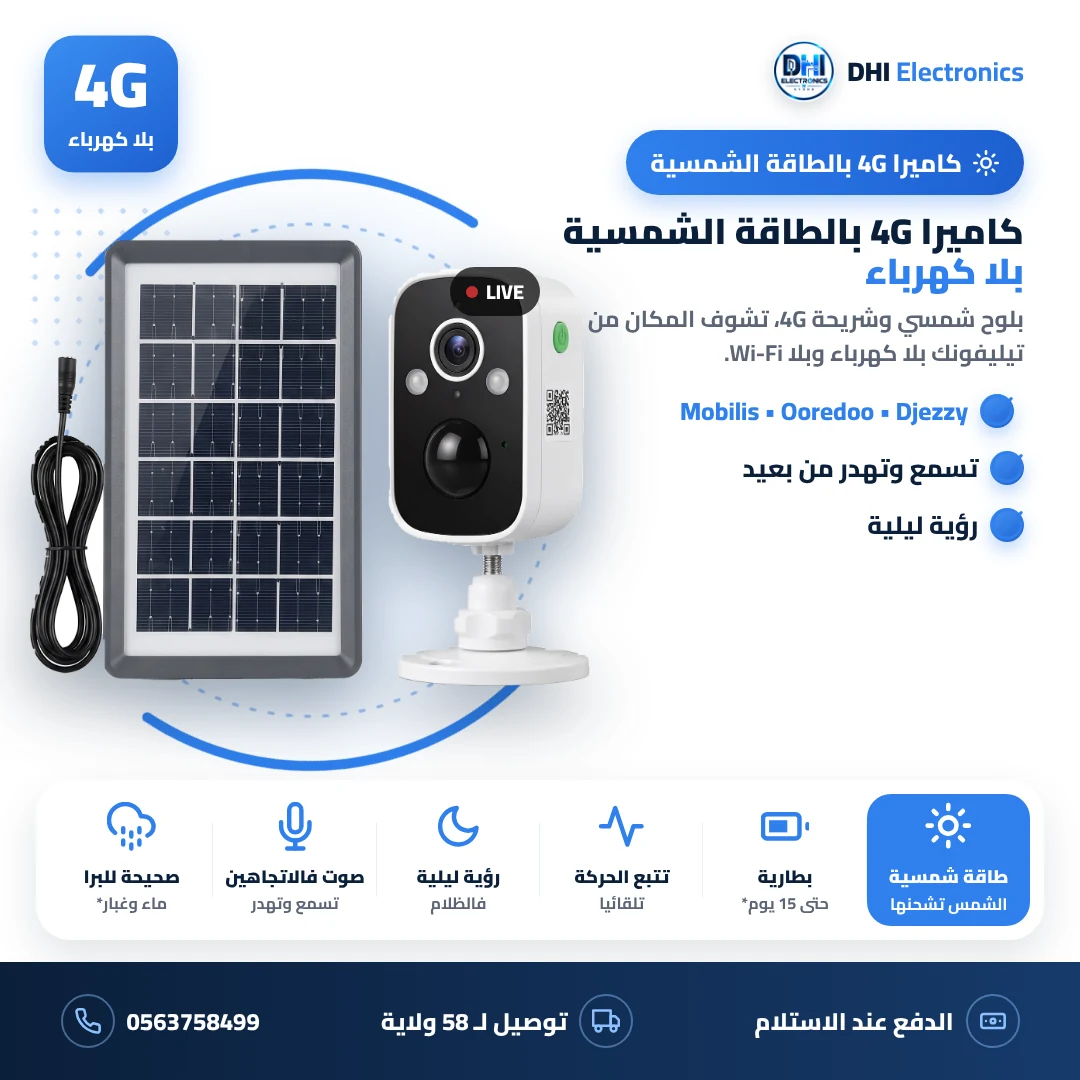 4G
بلا كهرباء
DHI
ELECTRONICS
STORE
DHI Electronics
كاميرا 4G بالطاقة الشمسية
كاميرا 4G بالطاقة الشمسية
بلا كهرباء
بلوح شمسي وشريحة 4G، تشوف المكان من
تيليفونك بلا كهرباء وبلا Wi-Fi.
LIVE
Mobilis ▪ Ooredoo ▪ Djezzy
تسمع وتهدر من بعيد
رؤية ليلية
طاقة شمسية
الشمس تشحنها
بطارية
حتى 15 يوم*
تتبع الحركة
تلقائيا
رؤية ليلية
فالظلام
صوت فالاتجاهين
تسمع وتهدر
صحيحة للبرا
ماء وغبار*
الدفع عند الاستلام
توصيل لـ 58 ولاية
0563758499